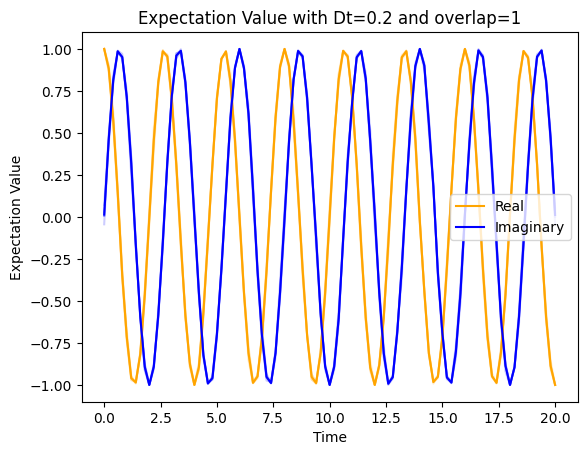 Expectation Value with Dt=0.2 and overlap=1
1.00
0.75
0.50
0.25
0.00
−0.25
−0.50
−0.75
−1.00
Expectation Value
Real
Imaginary
0.0 2.5 5.0 7.5 10.0 12.5 15.0 17.5 20.0
Time